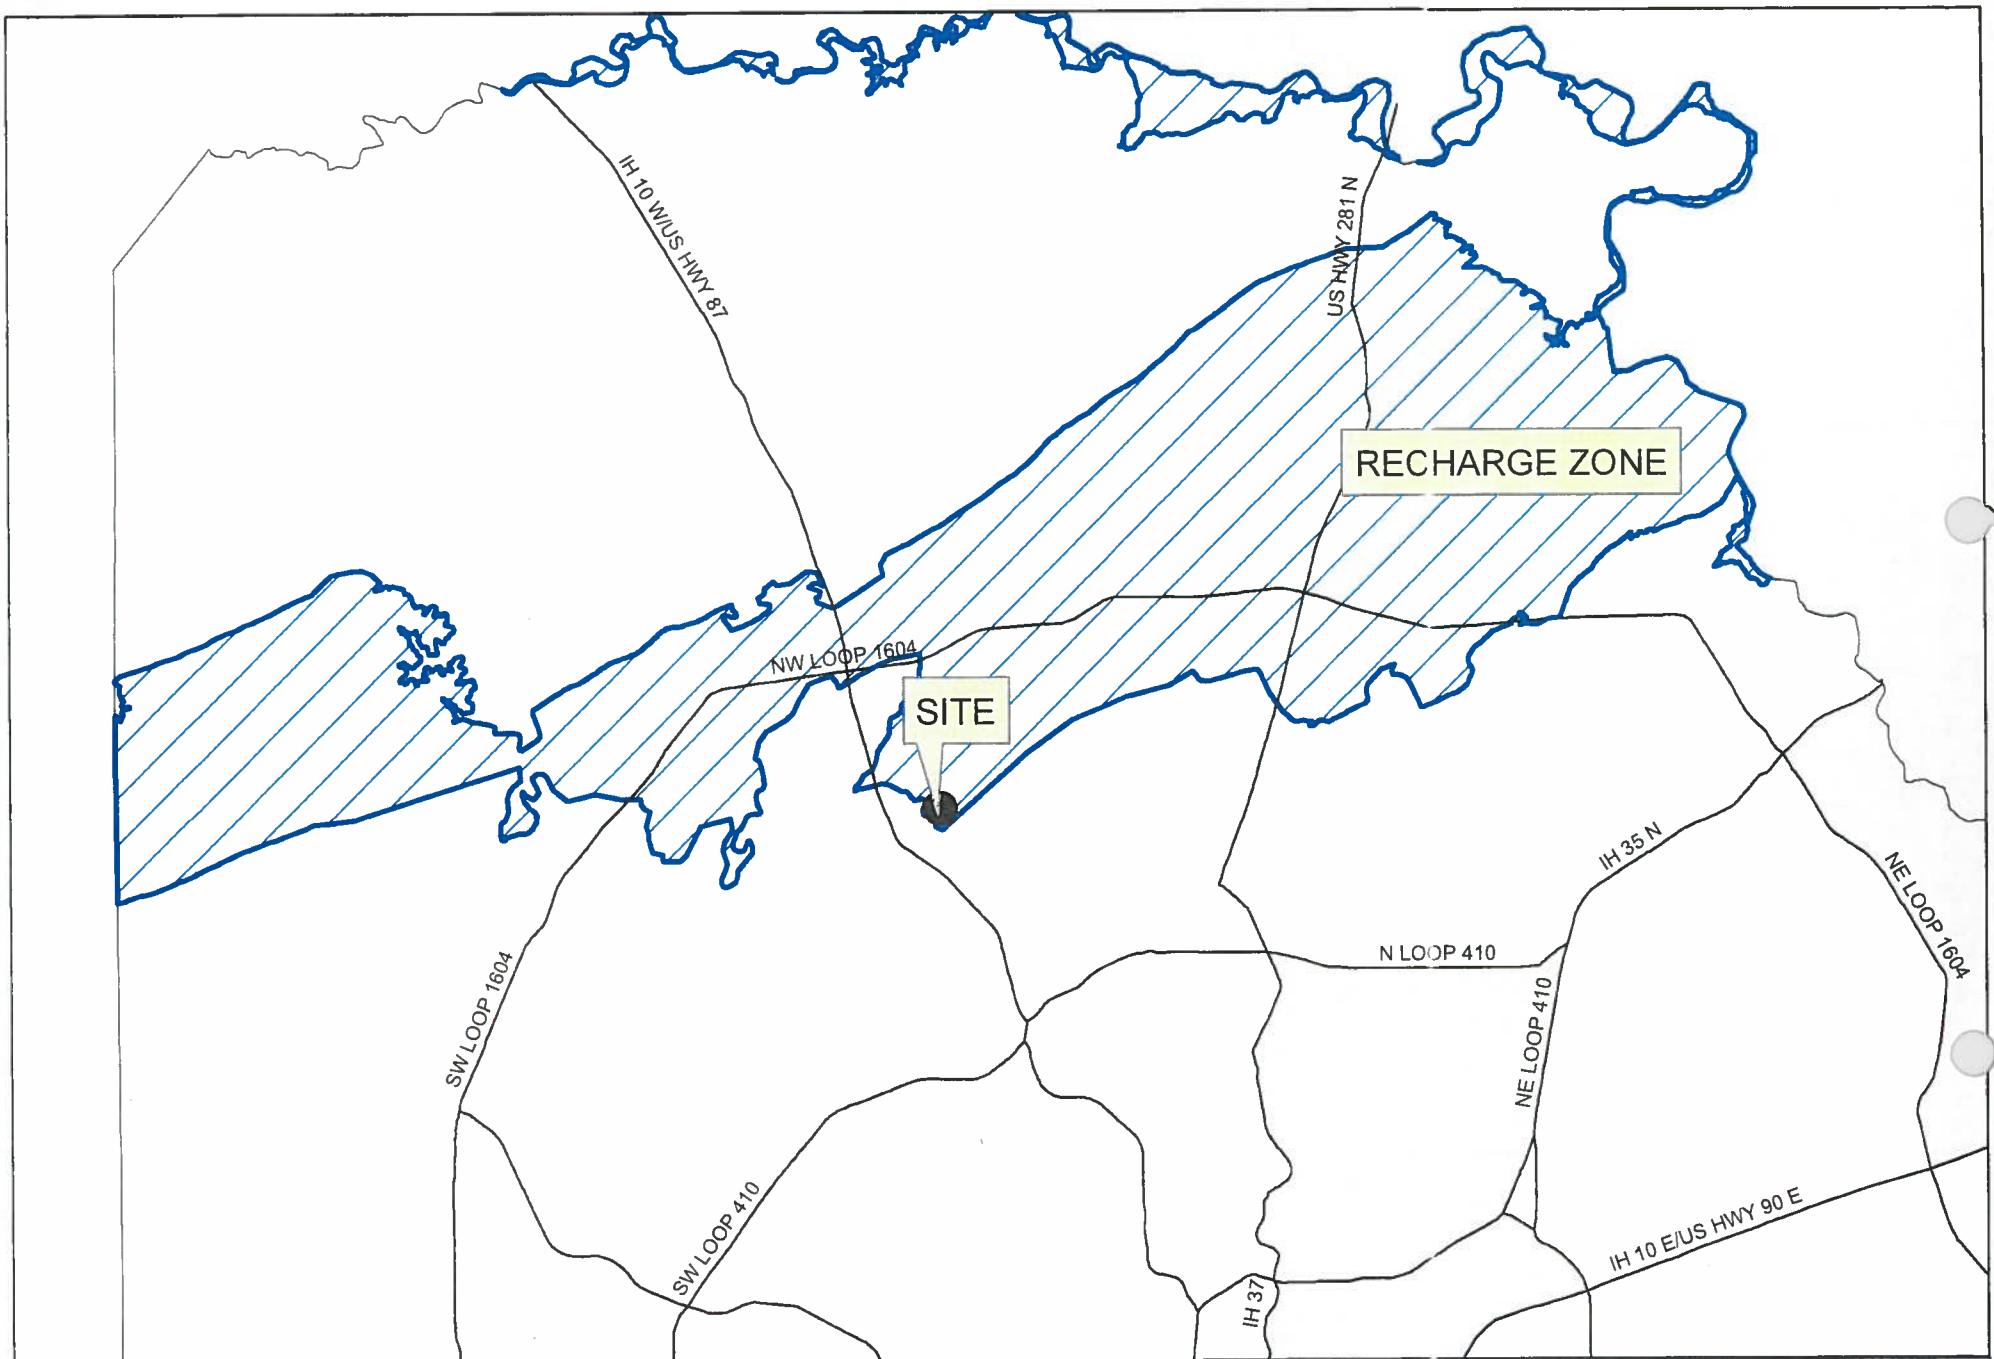 IH 10 W/US HWY 87
US HWY 281 N
RECHARGE ZONE
NW LOOP 1604
SITE
IH 35 N
NE LOOP 1604
N LOOP 410
SW LOOP 1604
NE LOOP 410
SW LOOP 410
IH 10 E/US HWY 90 E
IH 37